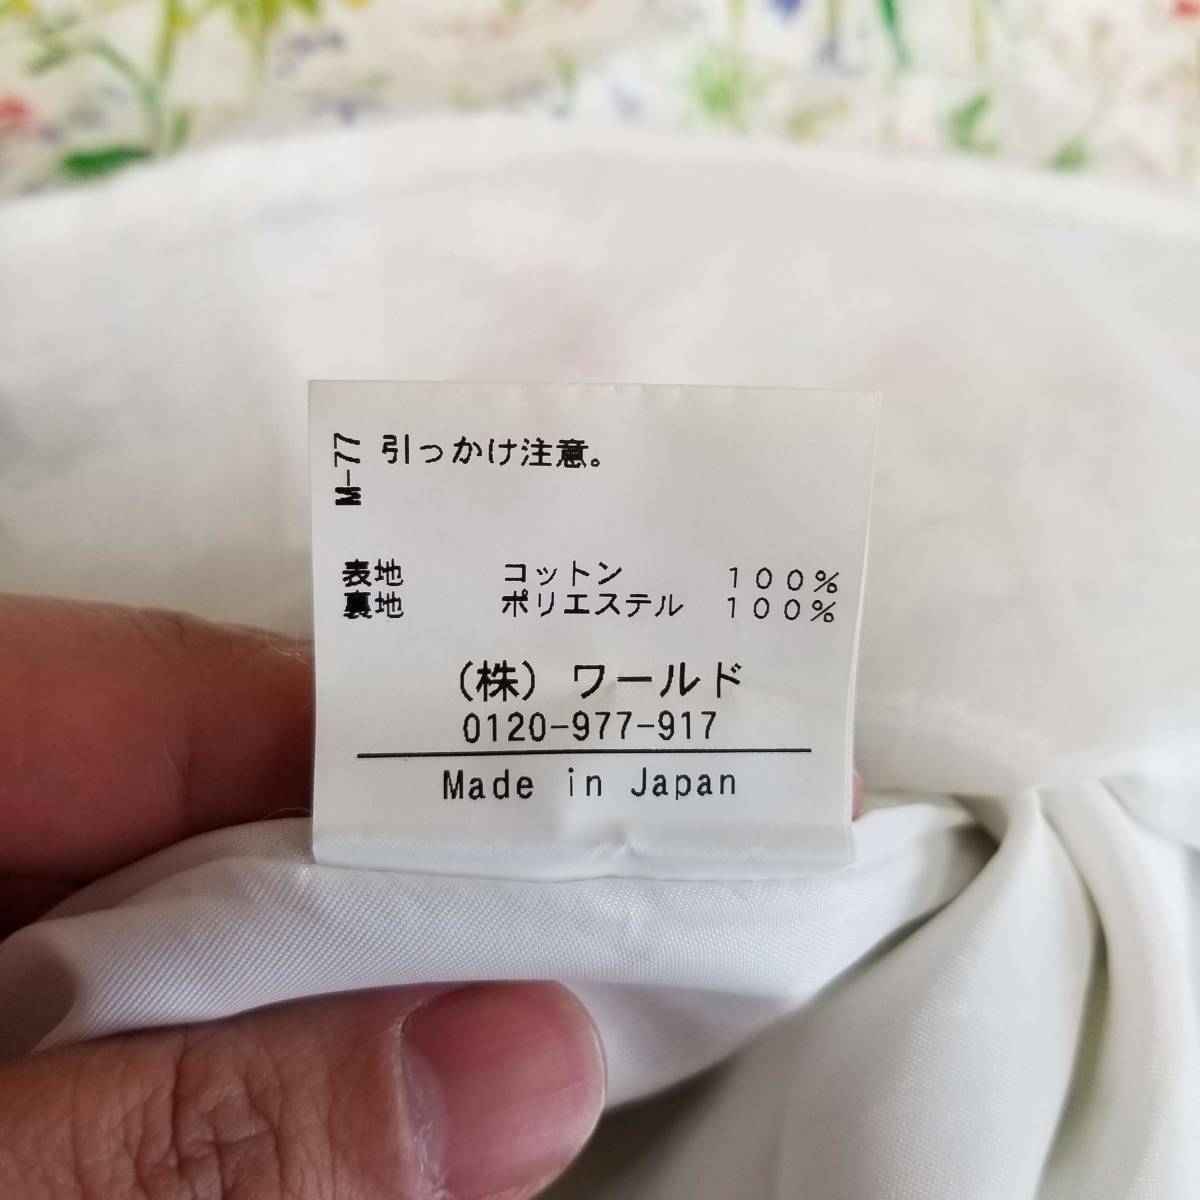 M-77
引っかけ注意。
表地 コットン 100%
裏地 ポリエステル 100%
(株) ワールド
0120-977-917
Made in Japan